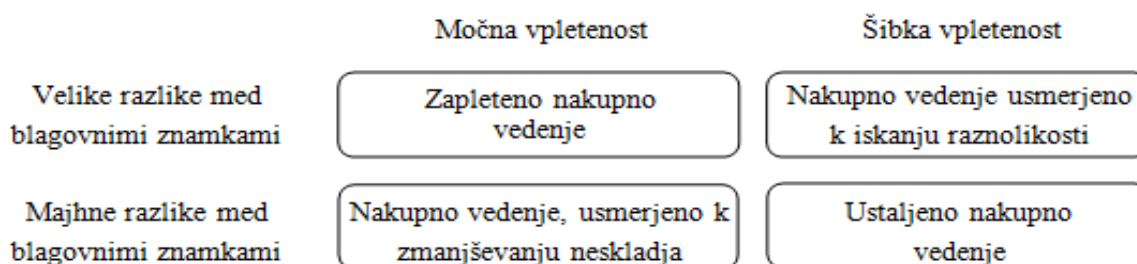 Močna vpletenost
Šibka vpletenost
Velike razlike med
blagovnimi znamkami
Zapleteno nakupno
vedenje
Nakupno vedenje usmerjeno
k iskanju raznolikosti
Majhne razlike med
blagovnimi znamkami
Nakupno vedenje, usmerjeno k
zmanjševanju neskladja
Ustaljeno nakupno
vedenje